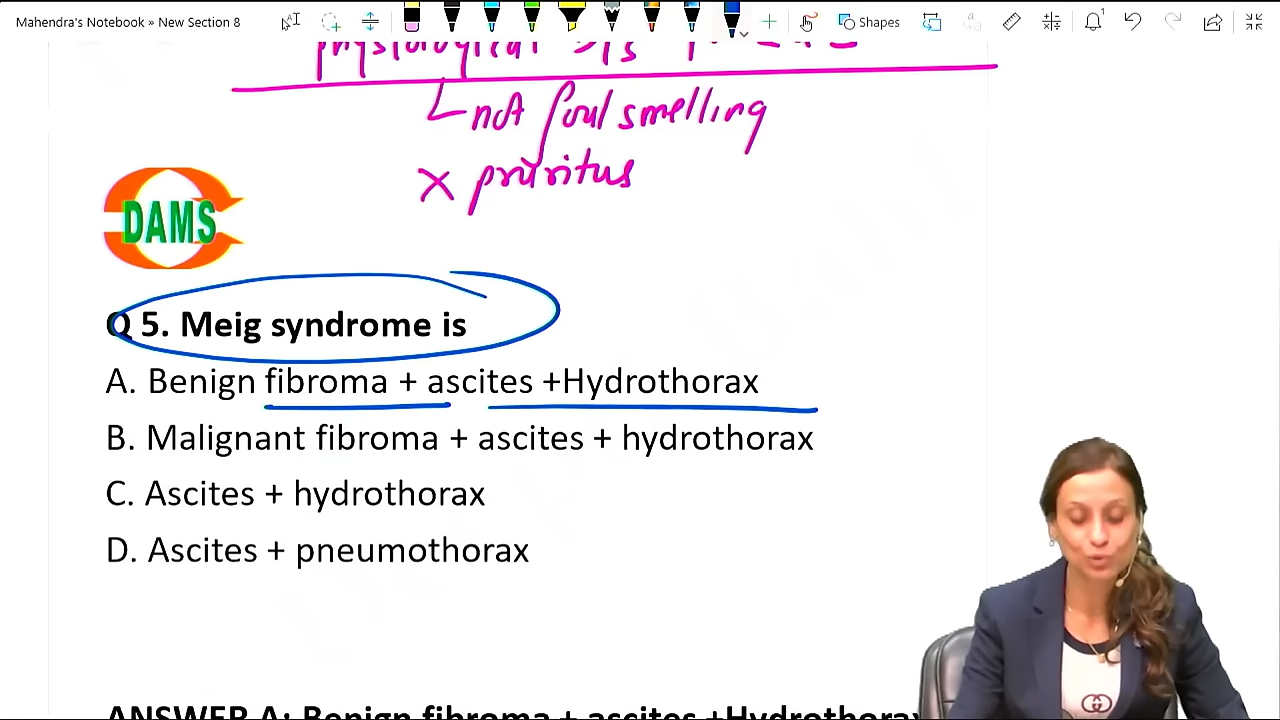 Mahendra's Notebook » New Section 8
Shapes
not foul smelling
× pruritus
DAMS
Q 5. Meig syndrome is
A. Benign fibroma + ascites +Hydrothorax
B. Malignant fibroma + ascites + hydrothorax
C. Ascites + hydrothorax
D. Ascites + pneumothorax
ANSWER A: Benign fibroma + ascites +Hydrothorax